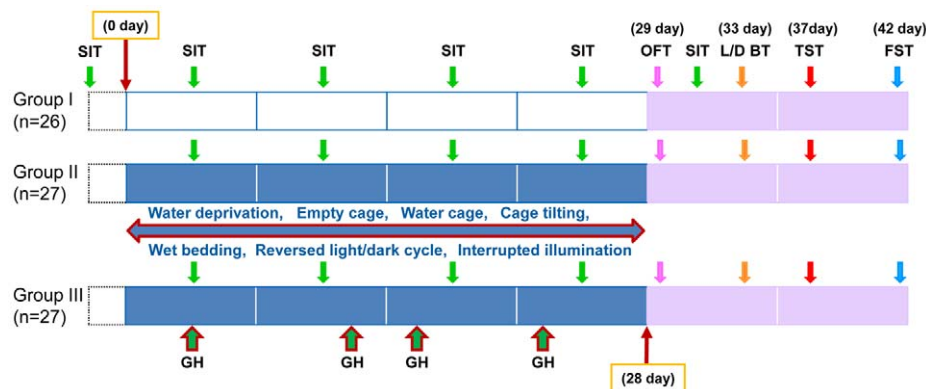 (0 day)
(29 day) (33 day) (37day) (42 day)
SIT SIT SIT SIT SIT OFT SIT L/D BT TST FST
Group I
(n=26)
Group II
(n=27)
Water deprivation, Empty cage, Water cage, Cage tilting,
Wet bedding, Reversed light/dark cycle, Interrupted illumination
Group III
(n=27)
GH GH GH GH
(28 day)